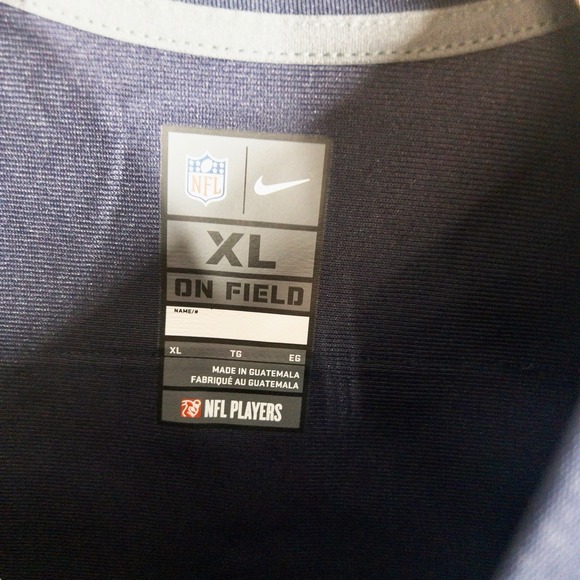 NFL
XL
ON FIELD
NAME/#
XL TG EG
MADE IN GUATEMALA
FABRIQUÉ AU GUATEMALA
NFL PLAYERS